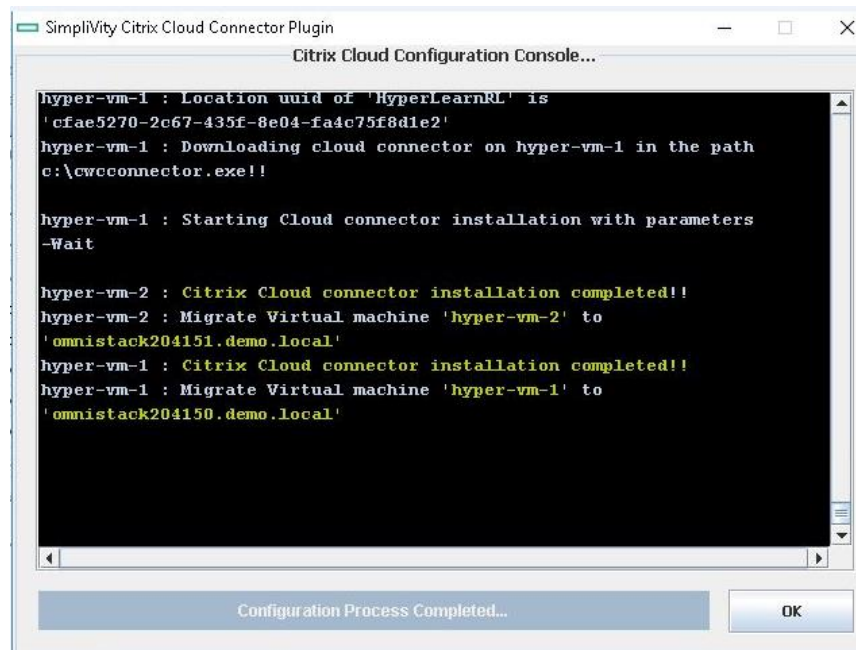 SimpliVity Citrix Cloud Connector Plugin
Citrix Cloud Configuration Console...
hyper-vm-1 : Location uuid of 'HyperLearnRL' is
'cfae5270-2c67-435f-8e04-fa4c75f8d1e2'
hyper-vm-1 : Downloading cloud connector on hyper-vm-1 in the path
c:\cwcconnector.exe!!
hyper-vm-1 : Starting Cloud connector installation with parameters
-Wait
hyper-vm-2 : Citrix Cloud connector installation completed!!
hyper-vm-2 : Migrate Virtual machine 'hyper-vm-2' to
'omnistack204151.demo.local'
hyper-vm-1 : Citrix Cloud connector installation completed!!
hyper-vm-1 : Migrate Virtual machine 'hyper-vm-1' to
'omnistack204150.demo.local'
Configuration Process Completed...
OK